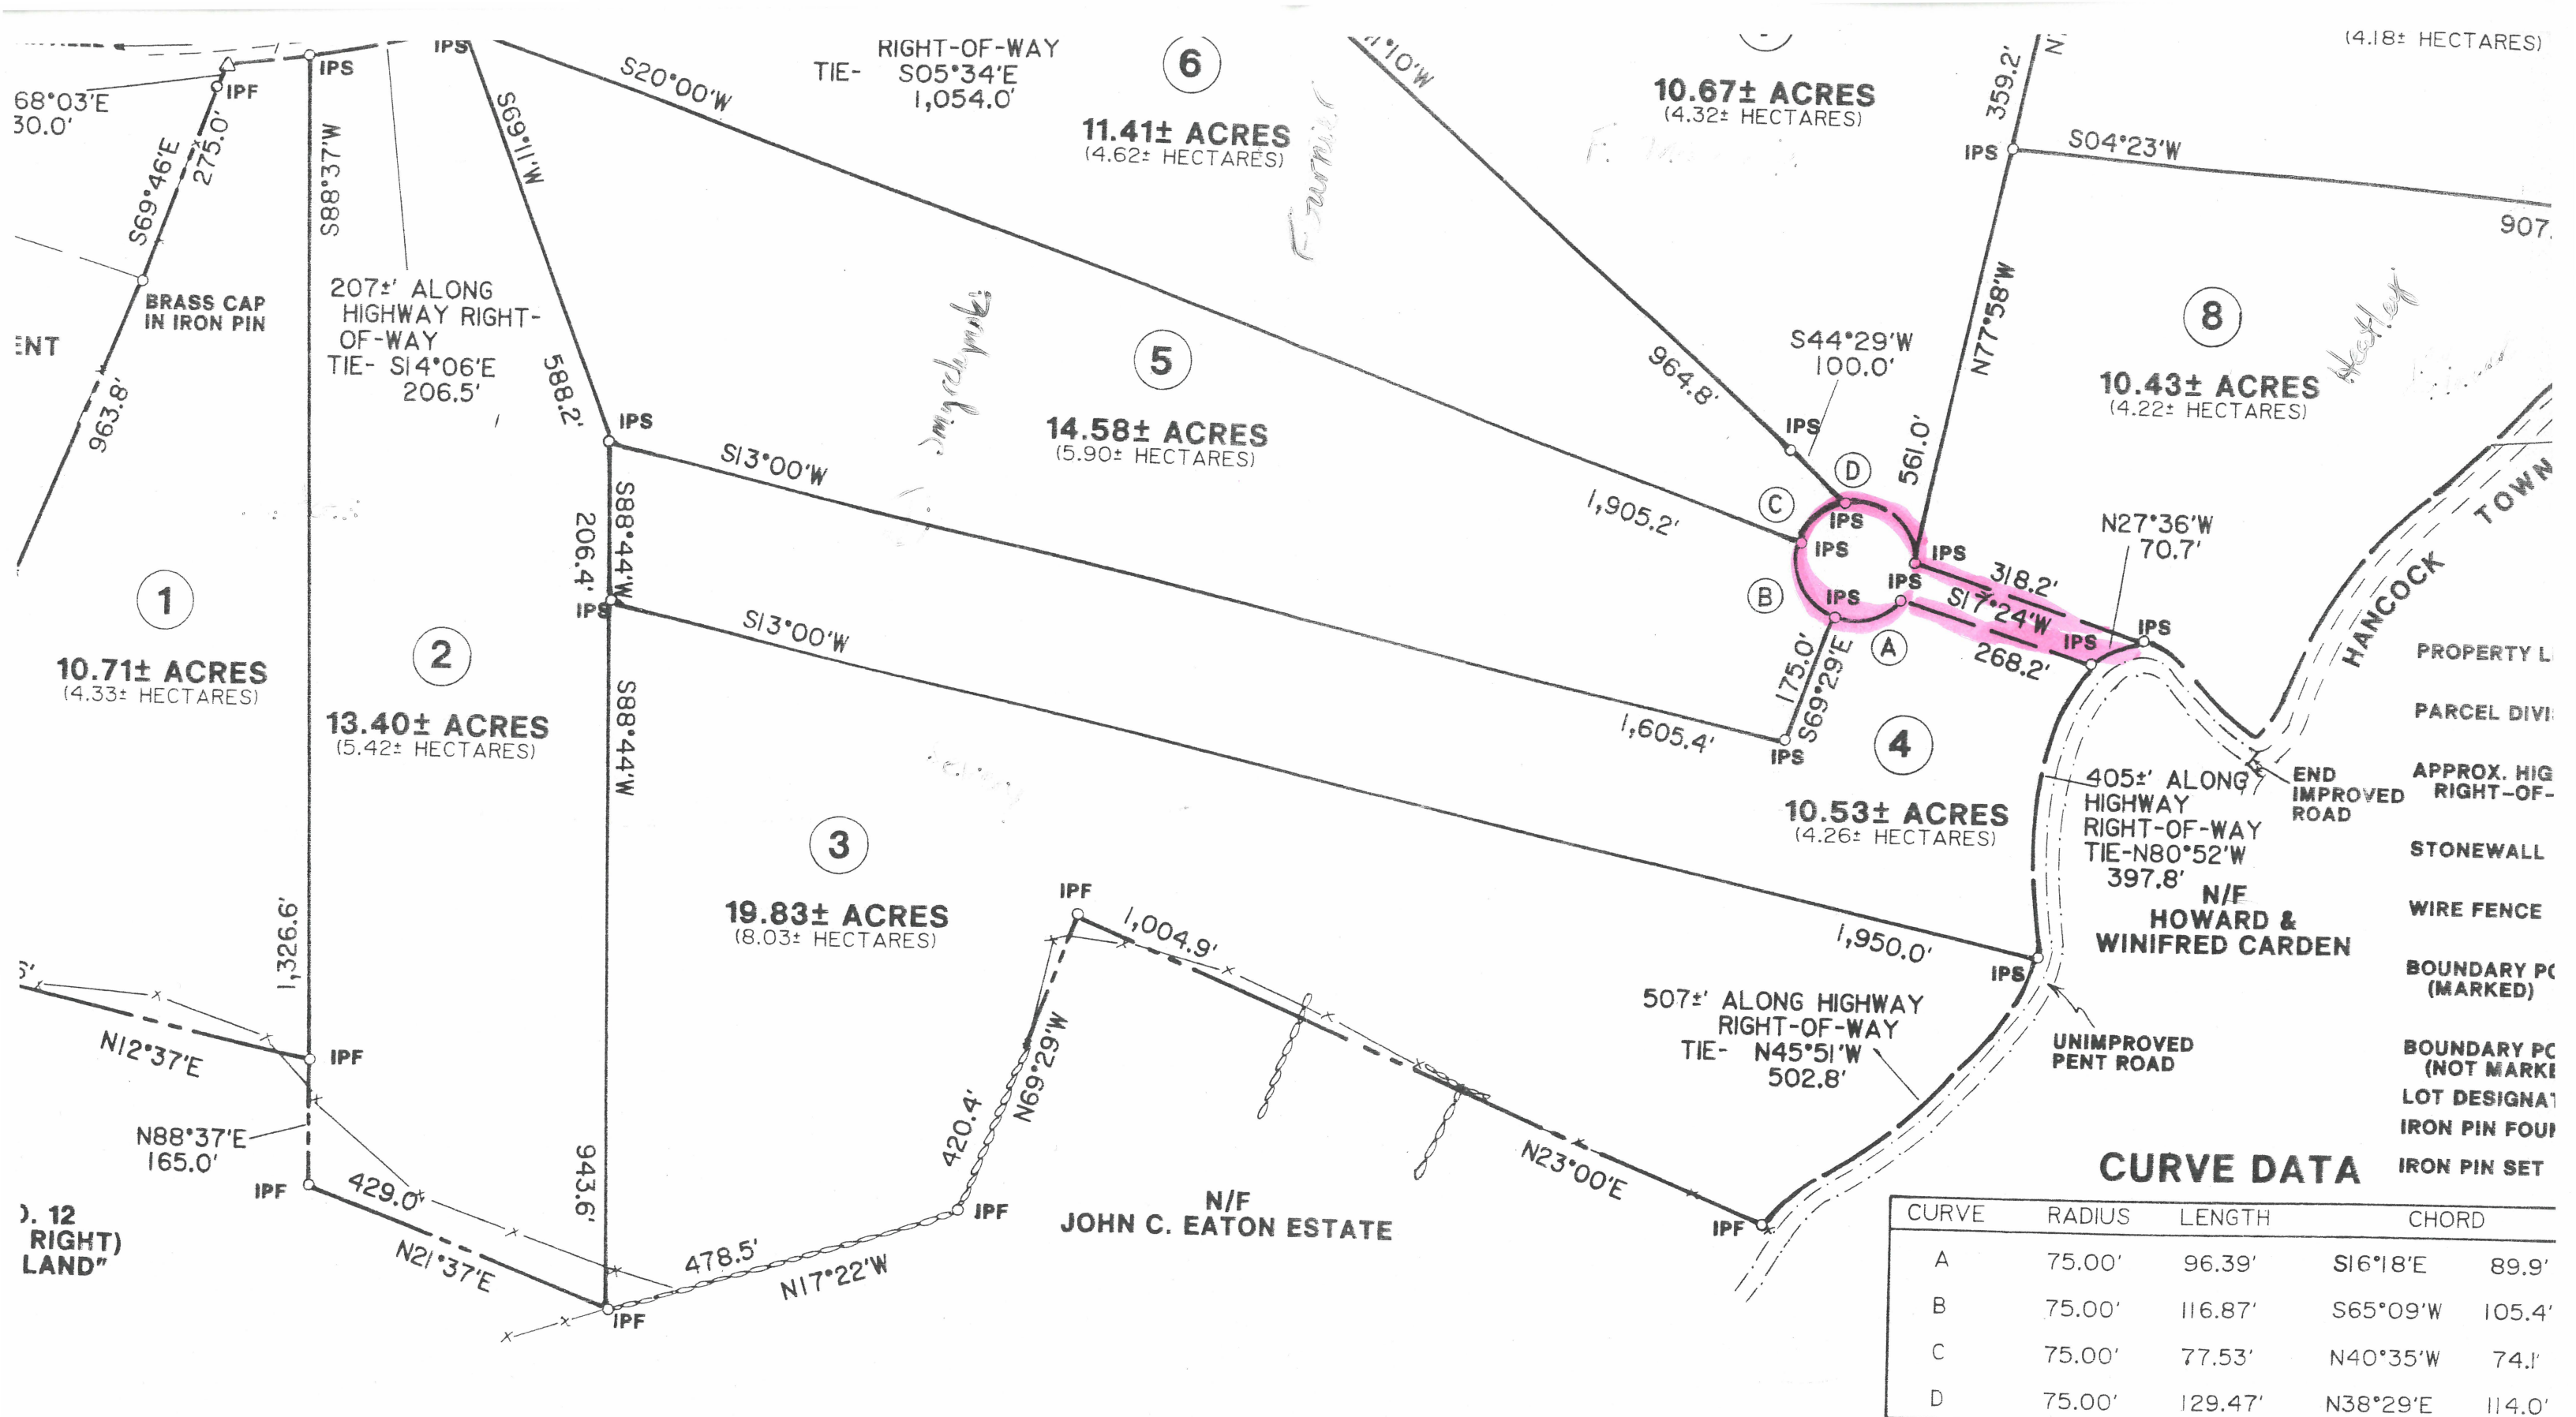 IPS
IPS
IPF
68°03'E
30.0'
S69°46'E
275.0'
S88°37'W
S69°11'W
588.2'
S20°00'W
RIGHT-OF-WAY
TIE- S05°34'E
1,054.0'
6
11.41± ACRES
(4.62± HECTARES)
Fournier
°10'W
10.67± ACRES
(4.32± HECTARES)
F.
359.2'
N
(4.18± HECTARES)
IPS
S04°23'W
907.
BRASS CAP
IN IRON PIN
ENT
963.8'
207±' ALONG
HIGHWAY RIGHT-
OF-WAY
TIE- S14°06'E
206.5'
IPS
S13°00'W
5
14.58± ACRES
(5.90± HECTARES)
964.8'
S44°29'W
100.0'
IPS
N77°58'W
561.0'
8
10.43± ACRES
(4.22± HECTARES)
Heatley
1,905.2'
C
D
IPS
IPS
IPS
IPS
IPS
B
A
318.2'
S17°24'W
268.2'
N27°36'W
70.7'
IPS
IPS
HANCOCK
TOWN
S88°44'W
206.4'
IPS
S13°00'W
1
10.71± ACRES
(4.33± HECTARES)
2
13.40± ACRES
(5.42± HECTARES)
S88°44'W
1,605.4'
175.0'
S69°29'E
IPS
4
10.53± ACRES
(4.26± HECTARES)
405±' ALONG
HIGHWAY
RIGHT-OF-WAY
TIE-N80°52'W
397.8'
END
IMPROVED
ROAD
N/F
HOWARD &
WINIFRED CARDEN
PROPERTY L
PARCEL DIVI
APPROX. HIG
RIGHT-OF-
STONEWALL
WIRE FENCE
BOUNDARY PO
(MARKED)
BOUNDARY PO
(NOT MARKE
LOT DESIGNAT
IRON PIN FOUN
IRON PIN SET
3
19.83± ACRES
(8.03± HECTARES)
IPF
1,004.9'
1,950.0'
IPS
507±' ALONG HIGHWAY
RIGHT-OF-WAY
TIE- N45°51'W
502.8'
UNIMPROVED
PENT ROAD
1,326.6'
N12°37'E
IPF
N88°37'E
165.0'
IPF
429.0'
N21°37'E
943.6'
IPF
478.5'
N17°22'W
IPF
420.4'
N69°29'W
N/F
JOHN C. EATON ESTATE
N23°00'E
IPF
). 12
RIGHT)
LAND"
CURVE DATA
CURVE RADIUS LENGTH CHORD
A 75.00' 96.39' S16°18'E 89.9'
B 75.00' 116.87' S65°09'W 105.4'
C 75.00' 77.53' N40°35'W 74.1'
D 75.00' 129.47' N38°29'E 114.0'